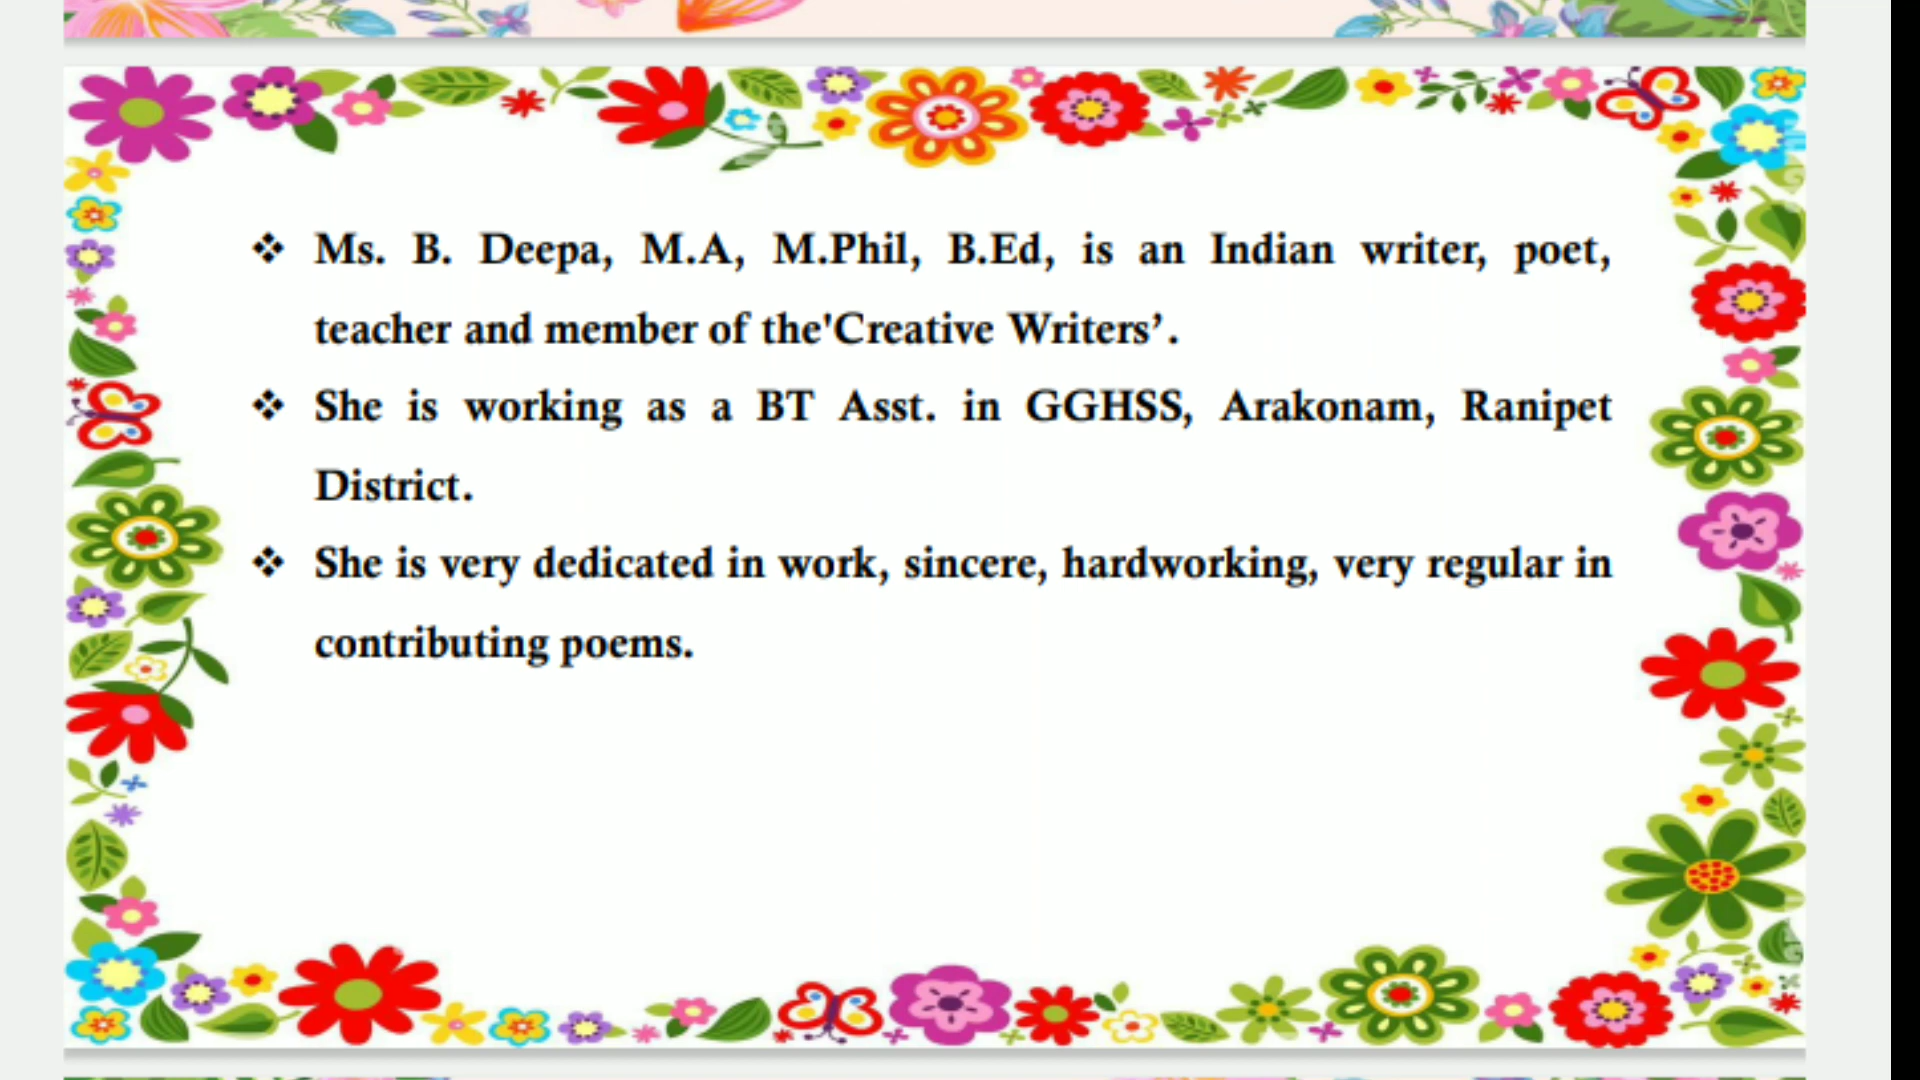 ❖ Ms. B. Deepa, M.A, M.Phil, B.Ed, is an Indian writer, poet,
teacher and member of the'Creative Writers’.
❖ She is working as a BT Asst. in GGHSS, Arakonam, Ranipet
District.
❖ She is very dedicated in work, sincere, hardworking, very regular in
contributing poems.